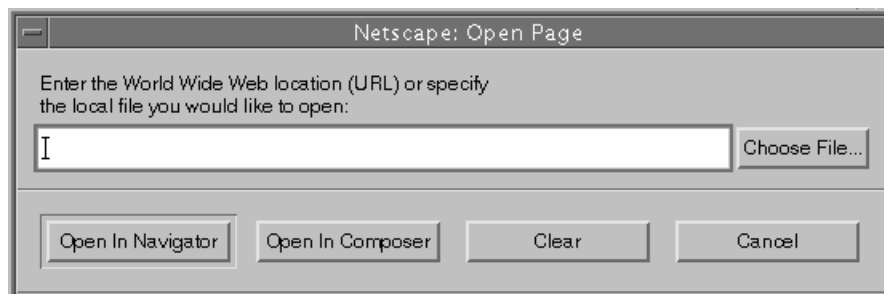 Netscape: Open Page
Enter the World Wide Web location (URL) or specify
the local file you would like to open:
Choose File...
Open In Navigator Open In Composer Clear Cancel